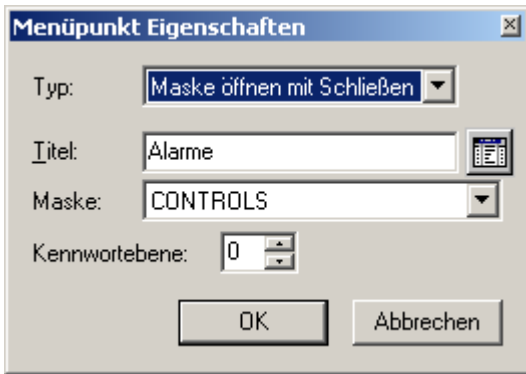 Menüpunkt Eigenschaften
Typ: Maske öffnen mit Schließen
Titel: Alarme
Maske: CONTROLS
Kennwortebene: 0
OK Abbrechen